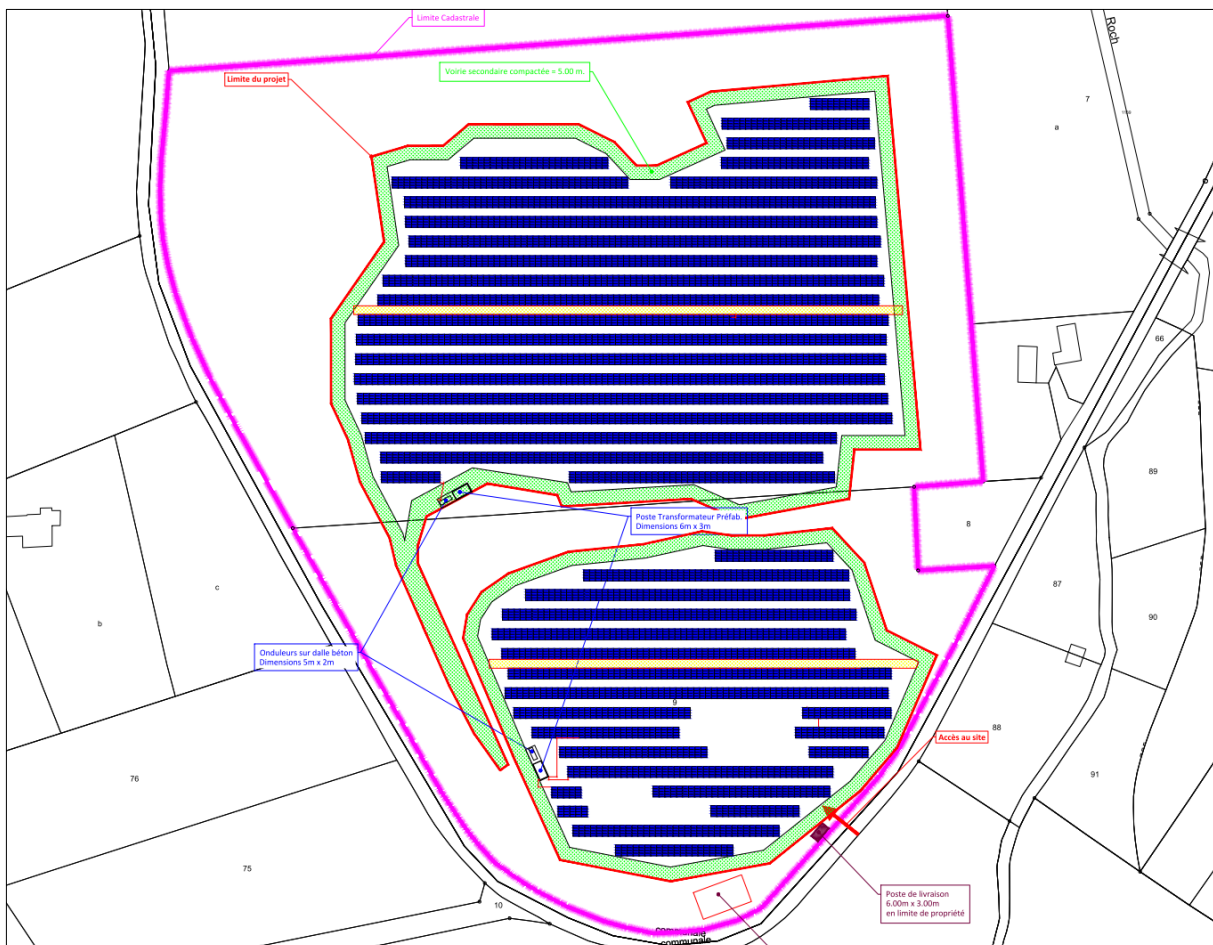 Limite Cadastrale
Roch
Voirie secondaire compactée = 5.00 m.
Limite du projet
7
a
66
89
8
Poste Transformateur Préfab.
Dimensions 6m x 3m
87
c
90
b
Onduleurs sur dalle béton
Dimensions 5m x 2m
9
88
Accès au site
91
76
75
Poste de livraison
6.00m x 3.00m
en limite de propriété
10
communale
communale